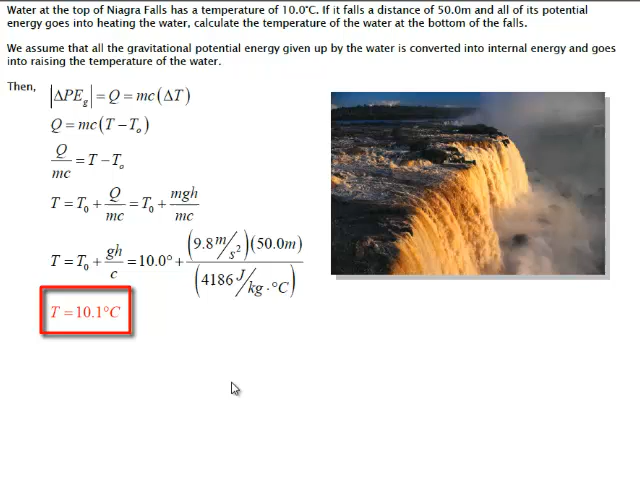 Water at the top of Niagra Falls has a temperature of 10.0°C. If it falls a distance of 50.0m and all of its potential
energy goes into heating the water, calculate the temperature of the water at the bottom of the falls.
We assume that all the gravitational potential energy given up by the water is converted into internal energy and goes
into raising the temperature of the water.
Then,
|ΔPE_g| = Q = mc(ΔT)
Q = mc(T − T_o)
Q/mc = T − T_o
T = T_0 + Q/mc = T_0 + mgh/mc
T = T_0 + gh/c = 10.0° + (9.8 m/s²)(50.0m)/(4186 J/kg·°C)
T = 10.1°C